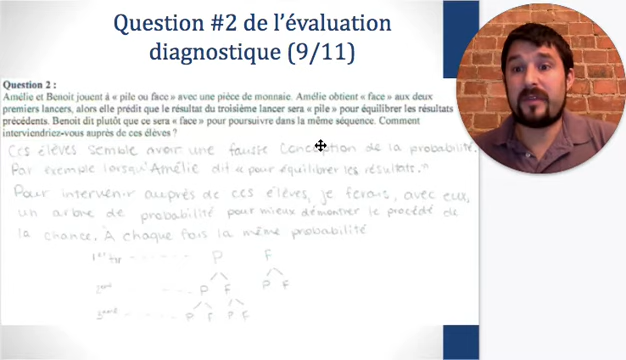 Question #2 de l'évaluation
diagnostique (9/11)
Question 2 :
Amélie et Benoit jouent à « pile ou face » avec une pièce de monnaie. Amélie obtient « face » aux deux
premiers lancers, alors elle prédit que le résultat du troisième lancer sera « pile » pour équilibrer les résultats
précédents. Benoit dit plutôt que ce sera « face » pour poursuivre dans la même séquence. Comment
interviendriez-vous auprès de ces élèves ?
Ces élèves semble avoir une fausse conception de la probabilité.
Par exemple lorsqu'Amélie dit « pour équilibrer les résultats. »
Pour intervenir auprès de ces élèves, je ferais, avec eux,
un arbre de probabilité pour mieux démontrer le procédé de
la chance. À chaque fois la même probabilité
1er P F
2ème P F P F
3ème P F P F